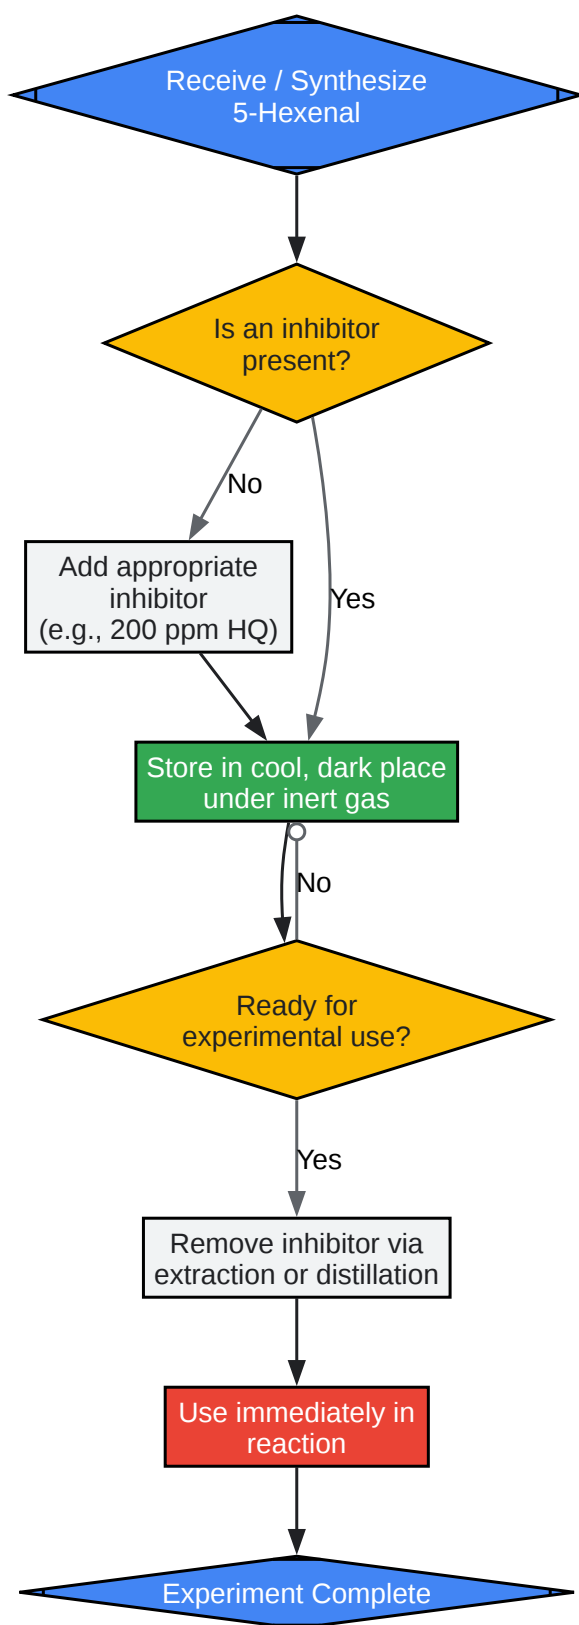 Receive / Synthesize
5-Hexenal
Is an inhibitor
present?
No
Add appropriate
inhibitor
(e.g., 200 ppm HQ)
Yes
Store in cool, dark place
under inert gas
No
Ready for
experimental use?
Yes
Remove inhibitor via
extraction or distillation
Use immediately in
reaction
Experiment Complete